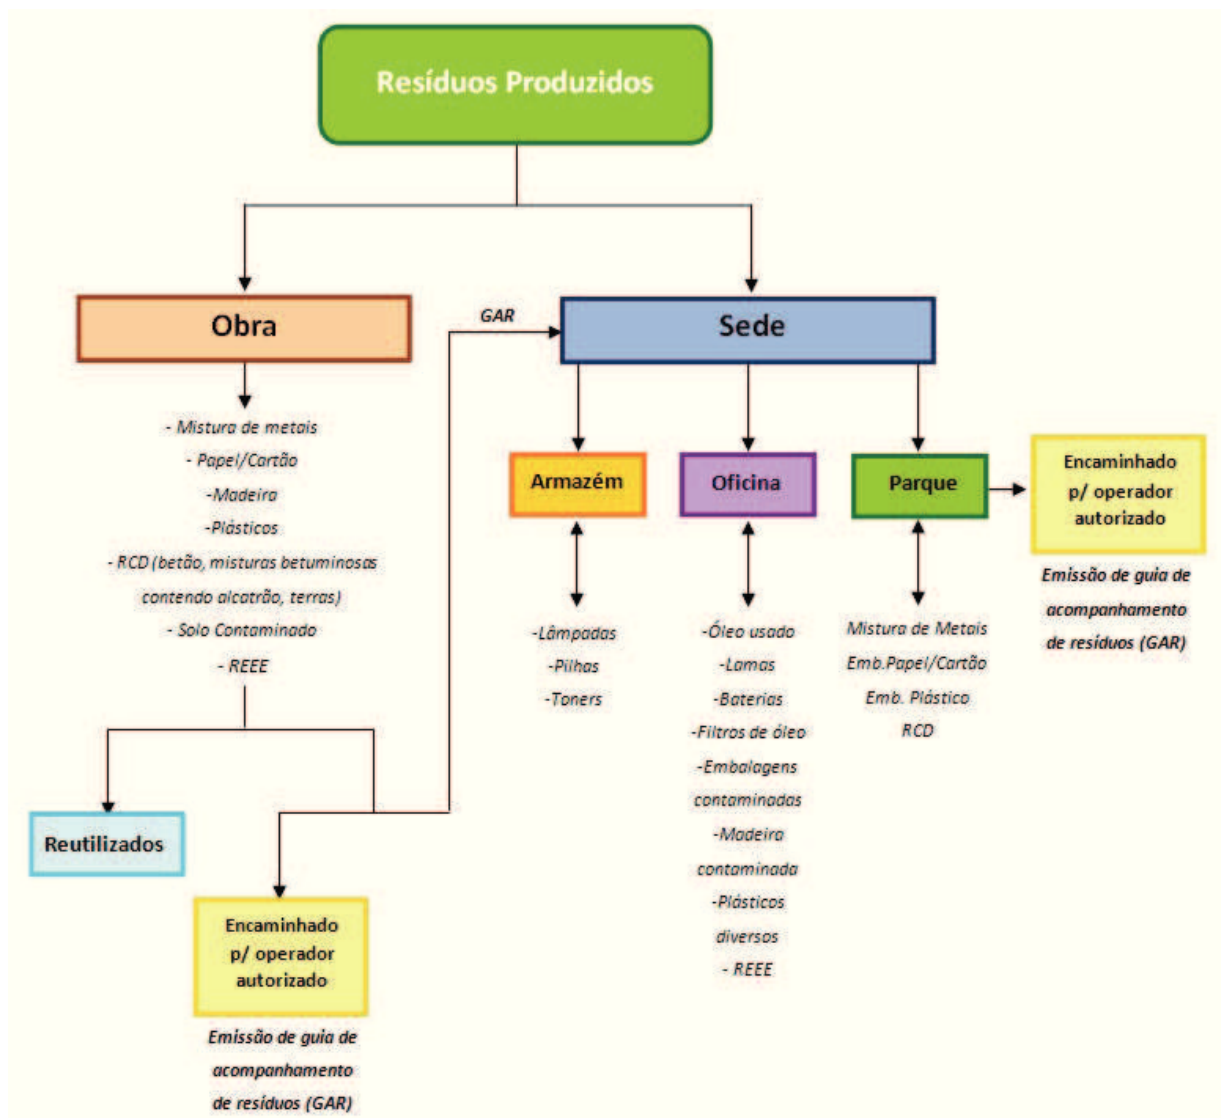 Resíduos Produzidos
Obra
GAR
Sede
- Mistura de metais
- Papel/Cartão
-Madeira
-Plásticos
- RCD (betão, misturas betuminosas
contendo alcatrão, terras)
- Solo Contaminado
- REEE
Armazém
Oficina
Parque
Encaminhado
p/ operador
autorizado
Emissão de guia de
acompanhamento
de resíduos (GAR)
-Lâmpadas
-Pilhas
-Toners
-Óleo usado
-Lamas
-Baterias
-Filtros de óleo
-Embalagens
contaminadas
-Madeira
contaminada
-Plásticos
diversos
- REEE
Mistura de Metais
Emb.Papel/Cartão
Emb. Plástico
RCD
Reutilizados
Encaminhado
p/ operador
autorizado
Emissão de guia de
acompanhamento
de resíduos (GAR)